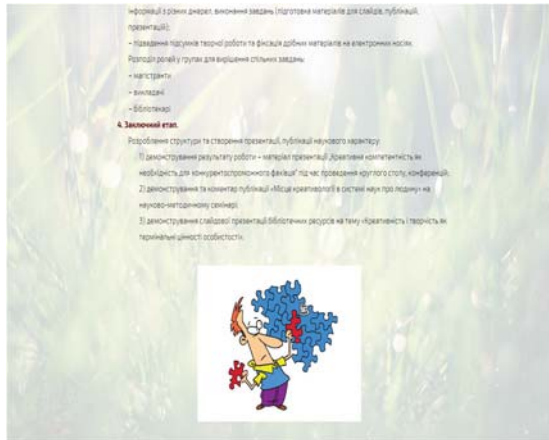 інформації з різних джерел, виконання завдань (підготовка матеріалів для слайдів, публікацій,
презентацій);
– підведення підсумків творчої роботи та фіксація дрібних матеріалів на електронних носіях.
Розподіл ролей у групах для вирішення спільних завдань:
– магістранти
– викладачі
– бібліотекарі
4. Заключний етап.
Розроблення структури та створення презентації, публікації наукового характеру:
1) демонстрування результату роботи – матеріал презентації „Креативна компетентність як
необхідність для конкурентоспроможного фахівця" під час проведення круглого столу, конференцій;
2) демонстрування та коментар публікації «Місце креативології в системі наук про людину» на
науково-методичному семінарі;
3) демонстрування слайдової презентації бібліотечних ресурсів на тему «Креативність і творчість як
термінальні цінності особистості».